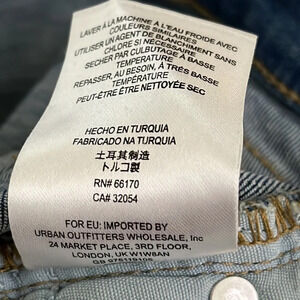 LAVER À LA MACHINE À L'EAU FROIDE AVEC
COULEURS SIMILAIRES
UTILISER UN AGENT DE BLANCHIMENT SANS
CHLORE SI NÉCESSAIRE
SECHER PAR CULBUTAGE À BASSE
TEMPERATURE
REPASSER, AU BESOIN, À TRÈS BASSE
TEMPÉRATURE
PEUT-ÊTRE ÊTRE NETTOYÉE SEC
HECHO EN TURQUIA
FABRICADO NA TURQUIA
土耳其制造
トルコ製
RN# 66170
CA# 32054
FOR EU: IMPORTED BY
URBAN OUTFITTERS WHOLESALE, Inc
24 MARKET PLACE, 3RD FLOOR,
LONDON, UK W1W8AN